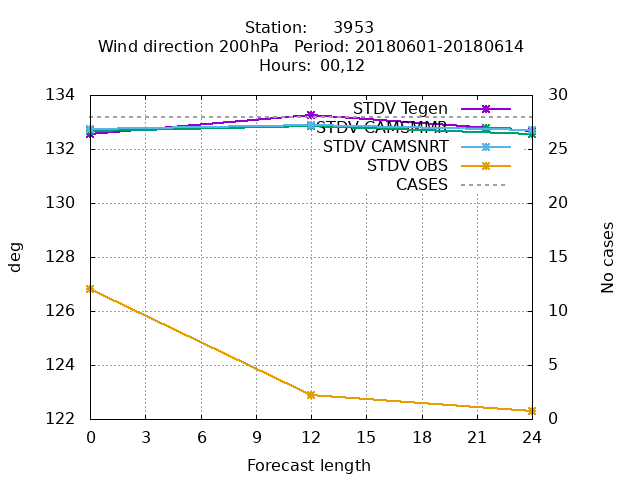 Station: 3953
Wind direction 200hPa Period: 20180601-20180614
Hours: 00,12
134
132
130
128
126
124
122
30
25
20
15
10
5
0
deg
No cases
STDV Tegen
STDV CAMSNRT
STDV OBS
CASES
0 3 6 9 12 15 18 21 24
Forecast length